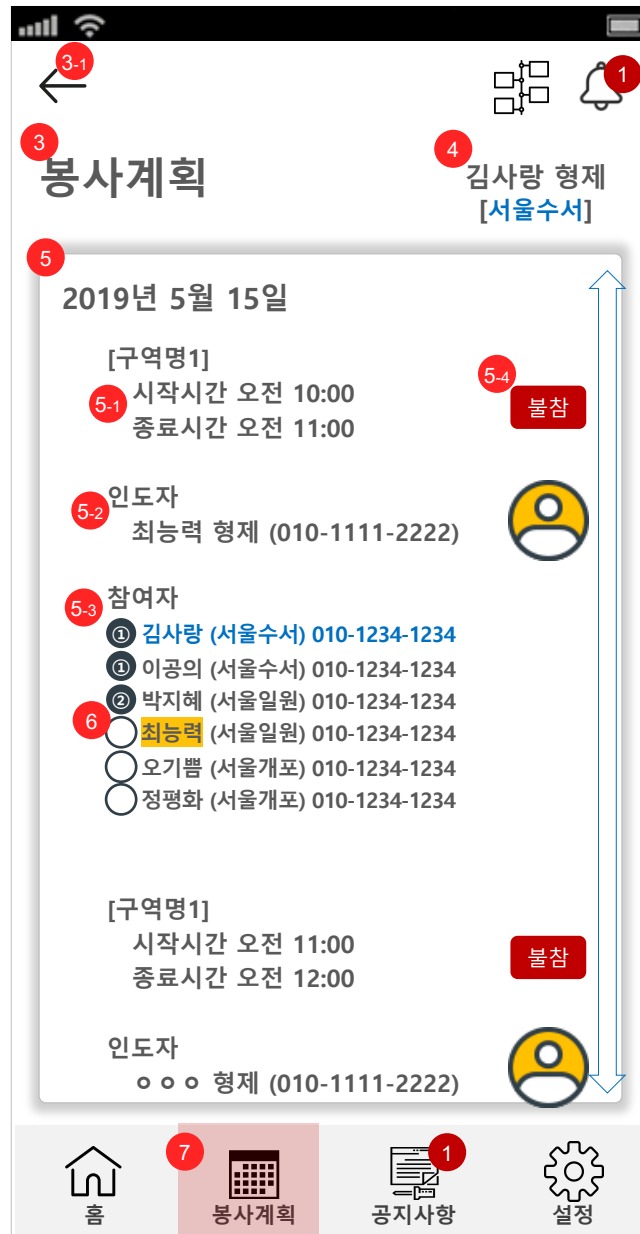 3-1
1
3
봉사계획
4
김사랑 형제
[서울수서]
5
2019년 5월 15일
[구역명1]
5-1 시작시간 오전 10:00
종료시간 오전 11:00
5-4
불참
5-2 인도자
최능력 형제 (010-1111-2222)
5-3 참여자
① 김사랑 (서울수서) 010-1234-1234
① 이공의 (서울수서) 010-1234-1234
② 박지혜 (서울일원) 010-1234-1234
6 최능력 (서울일원) 010-1234-1234
오기쁨 (서울개포) 010-1234-1234
정평화 (서울개포) 010-1234-1234
[구역명1]
시작시간 오전 11:00
종료시간 오전 12:00
불참
인도자
ㅇㅇㅇ 형제 (010-1111-2222)
7
1
홈 봉사계획 공지사항 설정